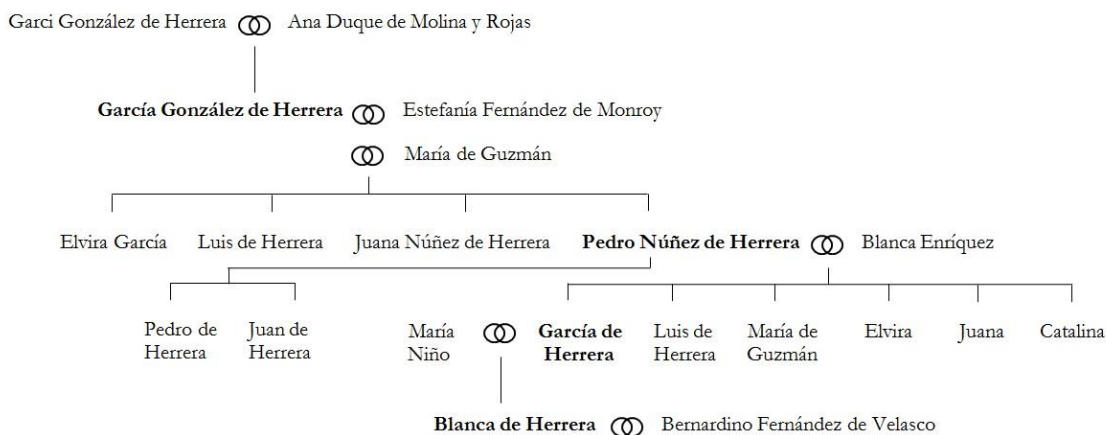 Garci González de Herrera Ana Duque de Molina y Rojas
García González de Herrera Estefanía Fernández de Monroy
María de Guzmán
Elvira García Luis de Herrera Juana Núñez de Herrera Pedro Núñez de Herrera Blanca Enríquez
Pedro de Herrera
Juan de Herrera
María Niño
García de Herrera
Luis de Herrera
María de Guzmán
Elvira
Juana
Catalina
Blanca de Herrera Bernardino Fernández de Velasco